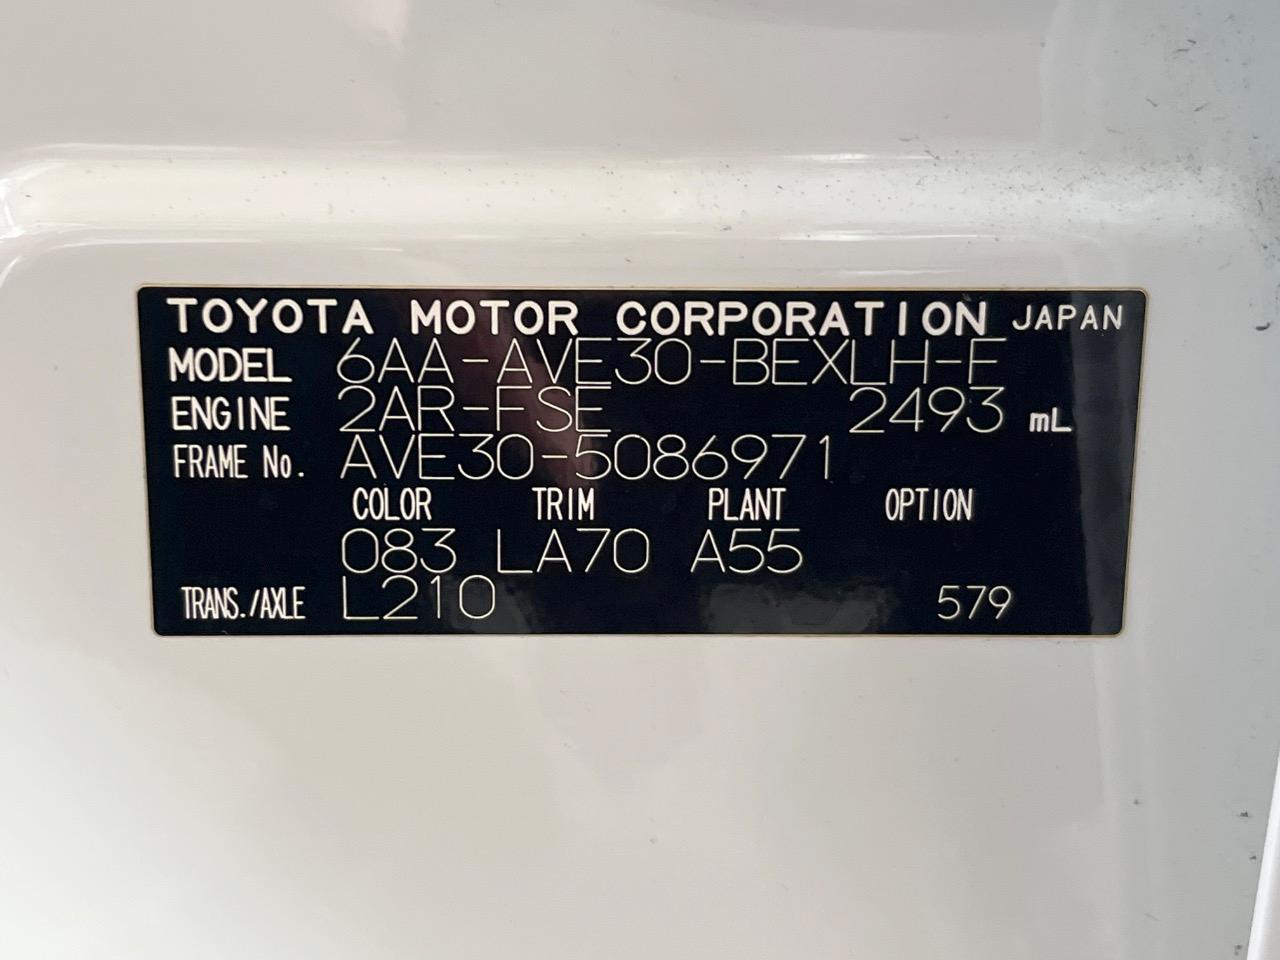 TOYOTA MOTOR CORPORATION JAPAN
MODEL 6AA-AVE30-BEXLH-F
ENGINE 2AR-FSE 2493 mL
FRAME No. AVE30-5086971
COLOR TRIM PLANT OPTION
083 LA70 A55
TRANS./AXLE L210 579